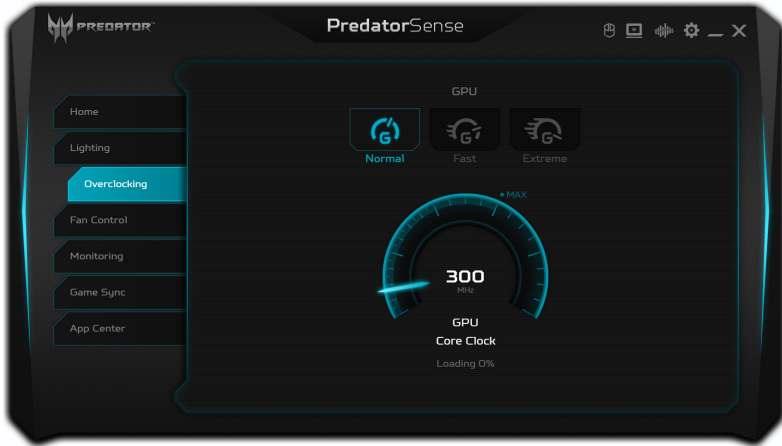 PREDATOR
PredatorSense
Home
Lighting
Overclocking
Fan Control
Monitoring
Game Sync
App Center
GPU
G
G
G
Normal
Fast
Extreme
MAX
300
MHz
GPU
Core Clock
Loading 0%